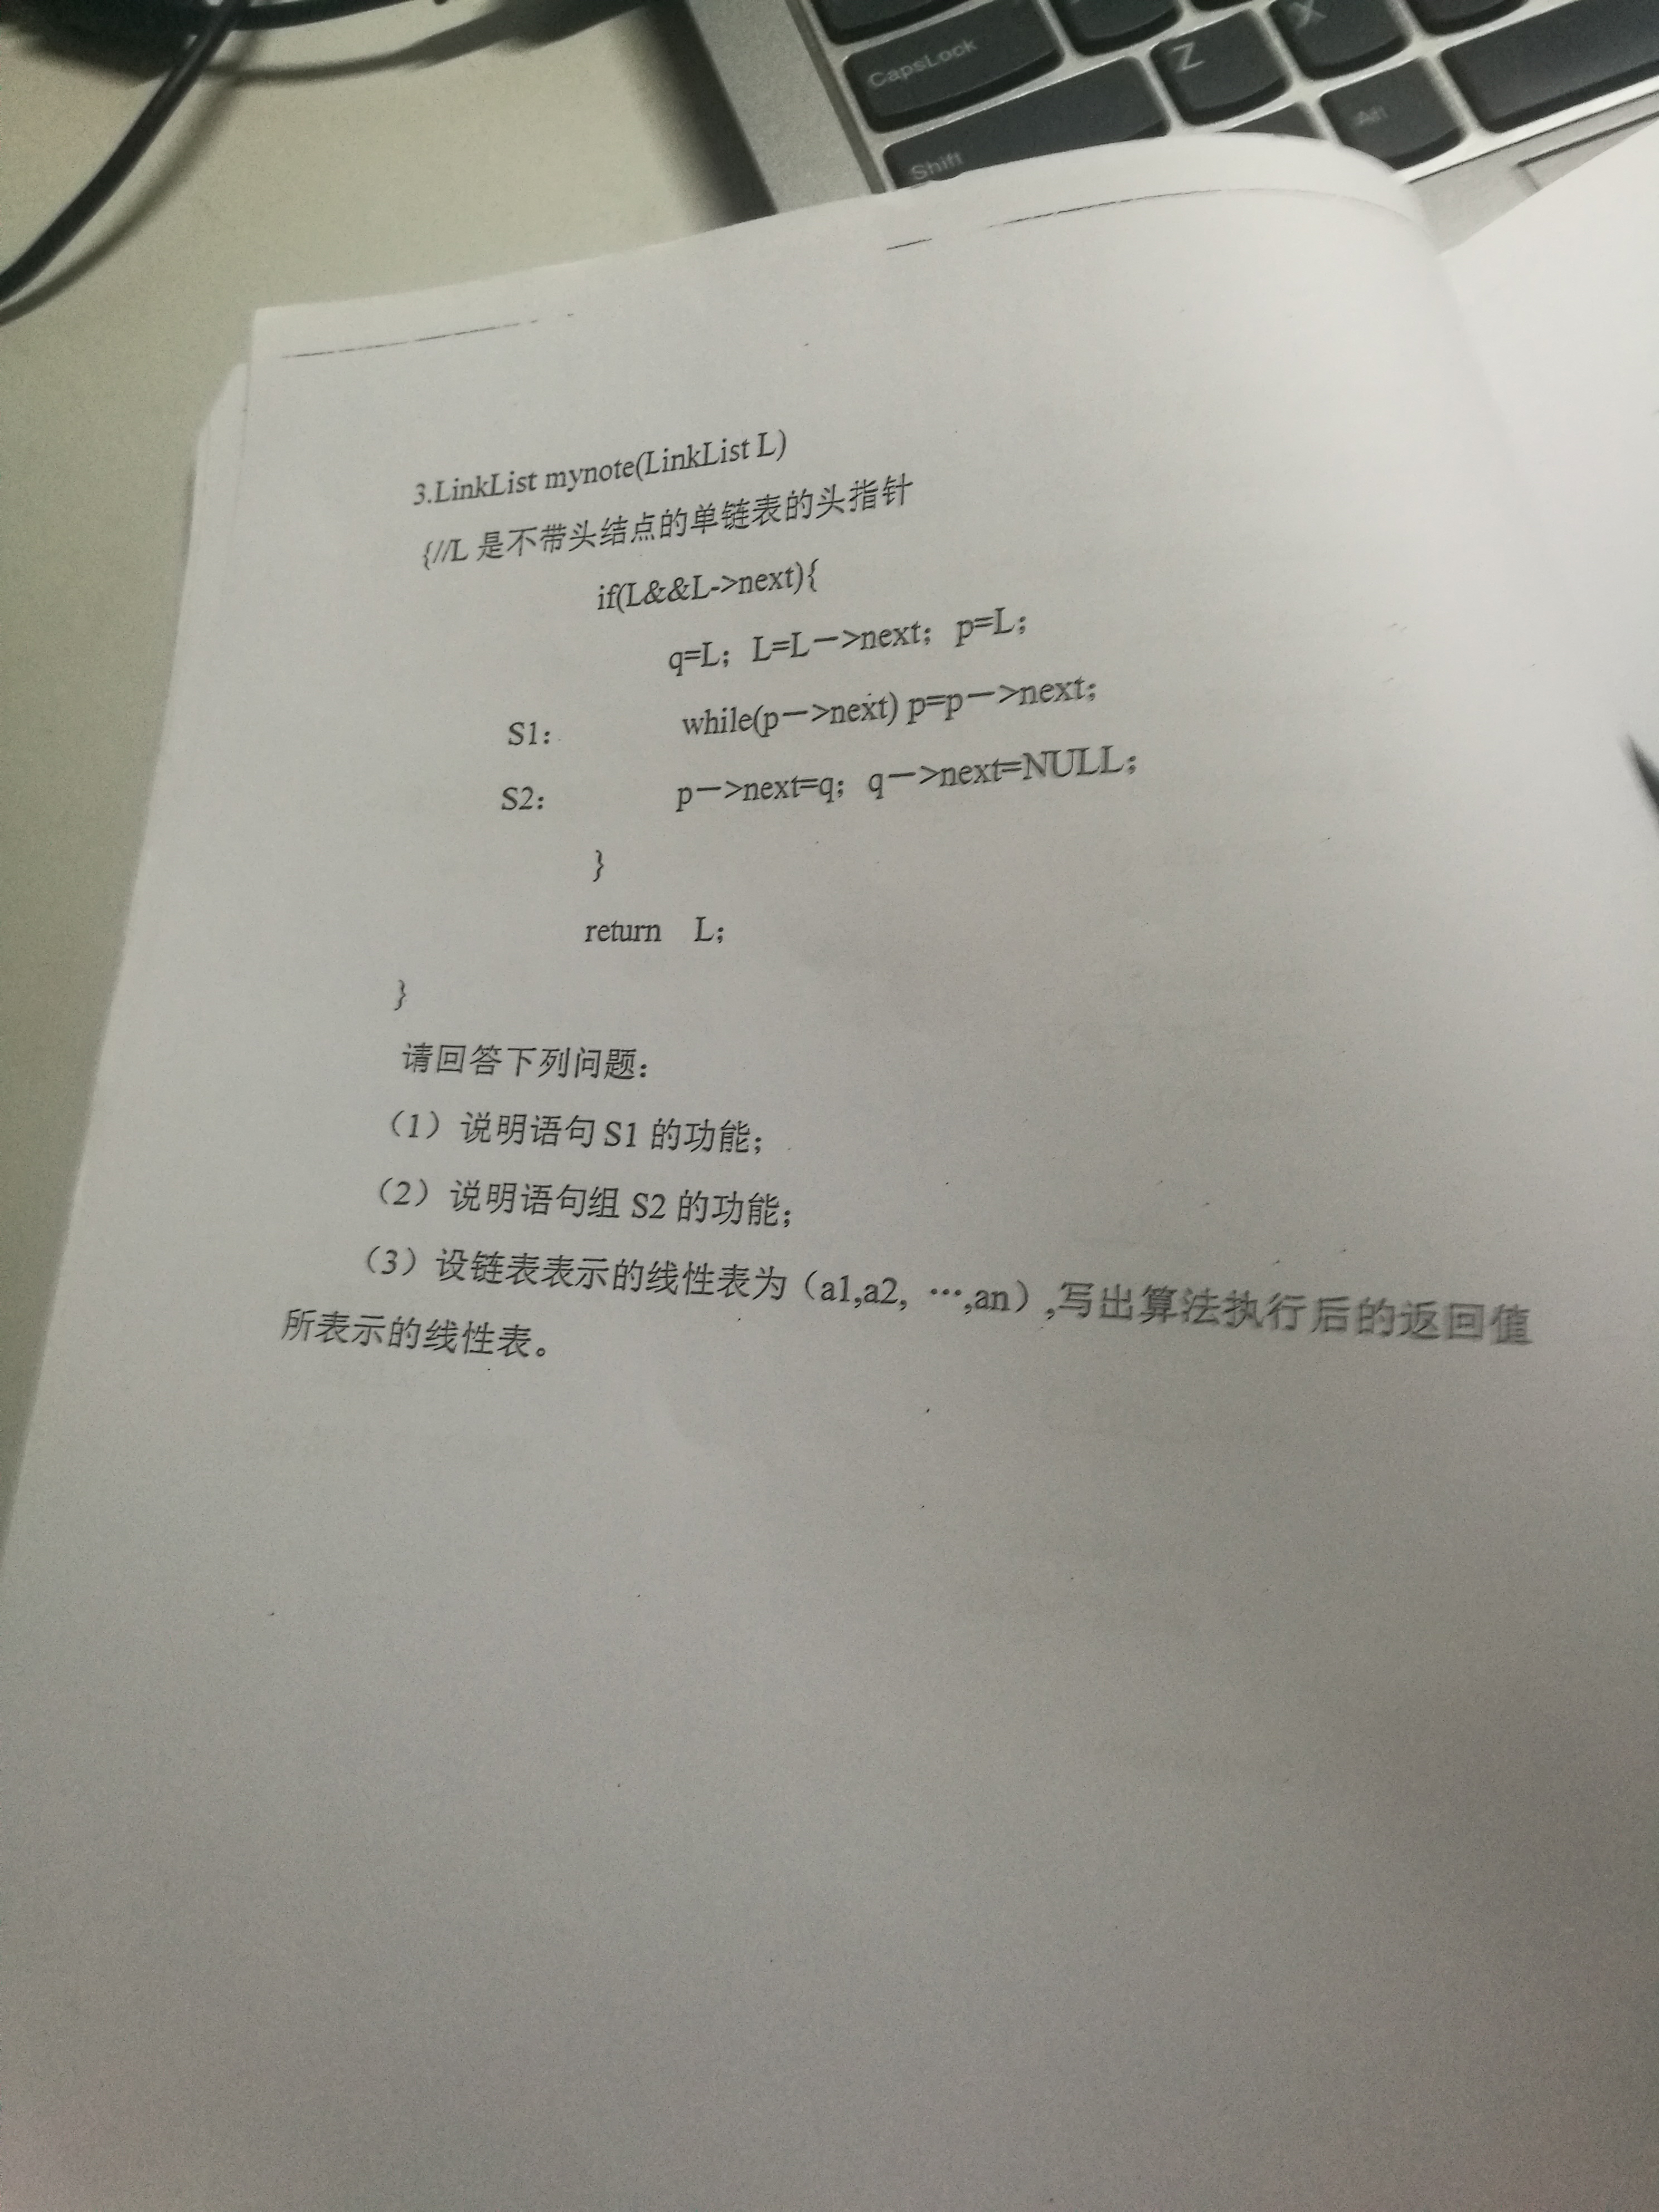 CapsLock
Z
X
Shift
Alt
3.LinkList mynote(LinkList L)
{//L 是不带头结点的单链表的头指针
if(L&&L->next){
q=L；L=L－>next；p=L；
S1： while(p－>next) p=p－>next；
S2： p－>next=q；q－>next=NULL；
}
return L；
}
请回答下列问题：
（1）说明语句 S1 的功能；
（2）说明语句组 S2 的功能；
（3）设链表表示的线性表为（a1,a2, …,an）,写出算法执行后的返回值
所表示的线性表。